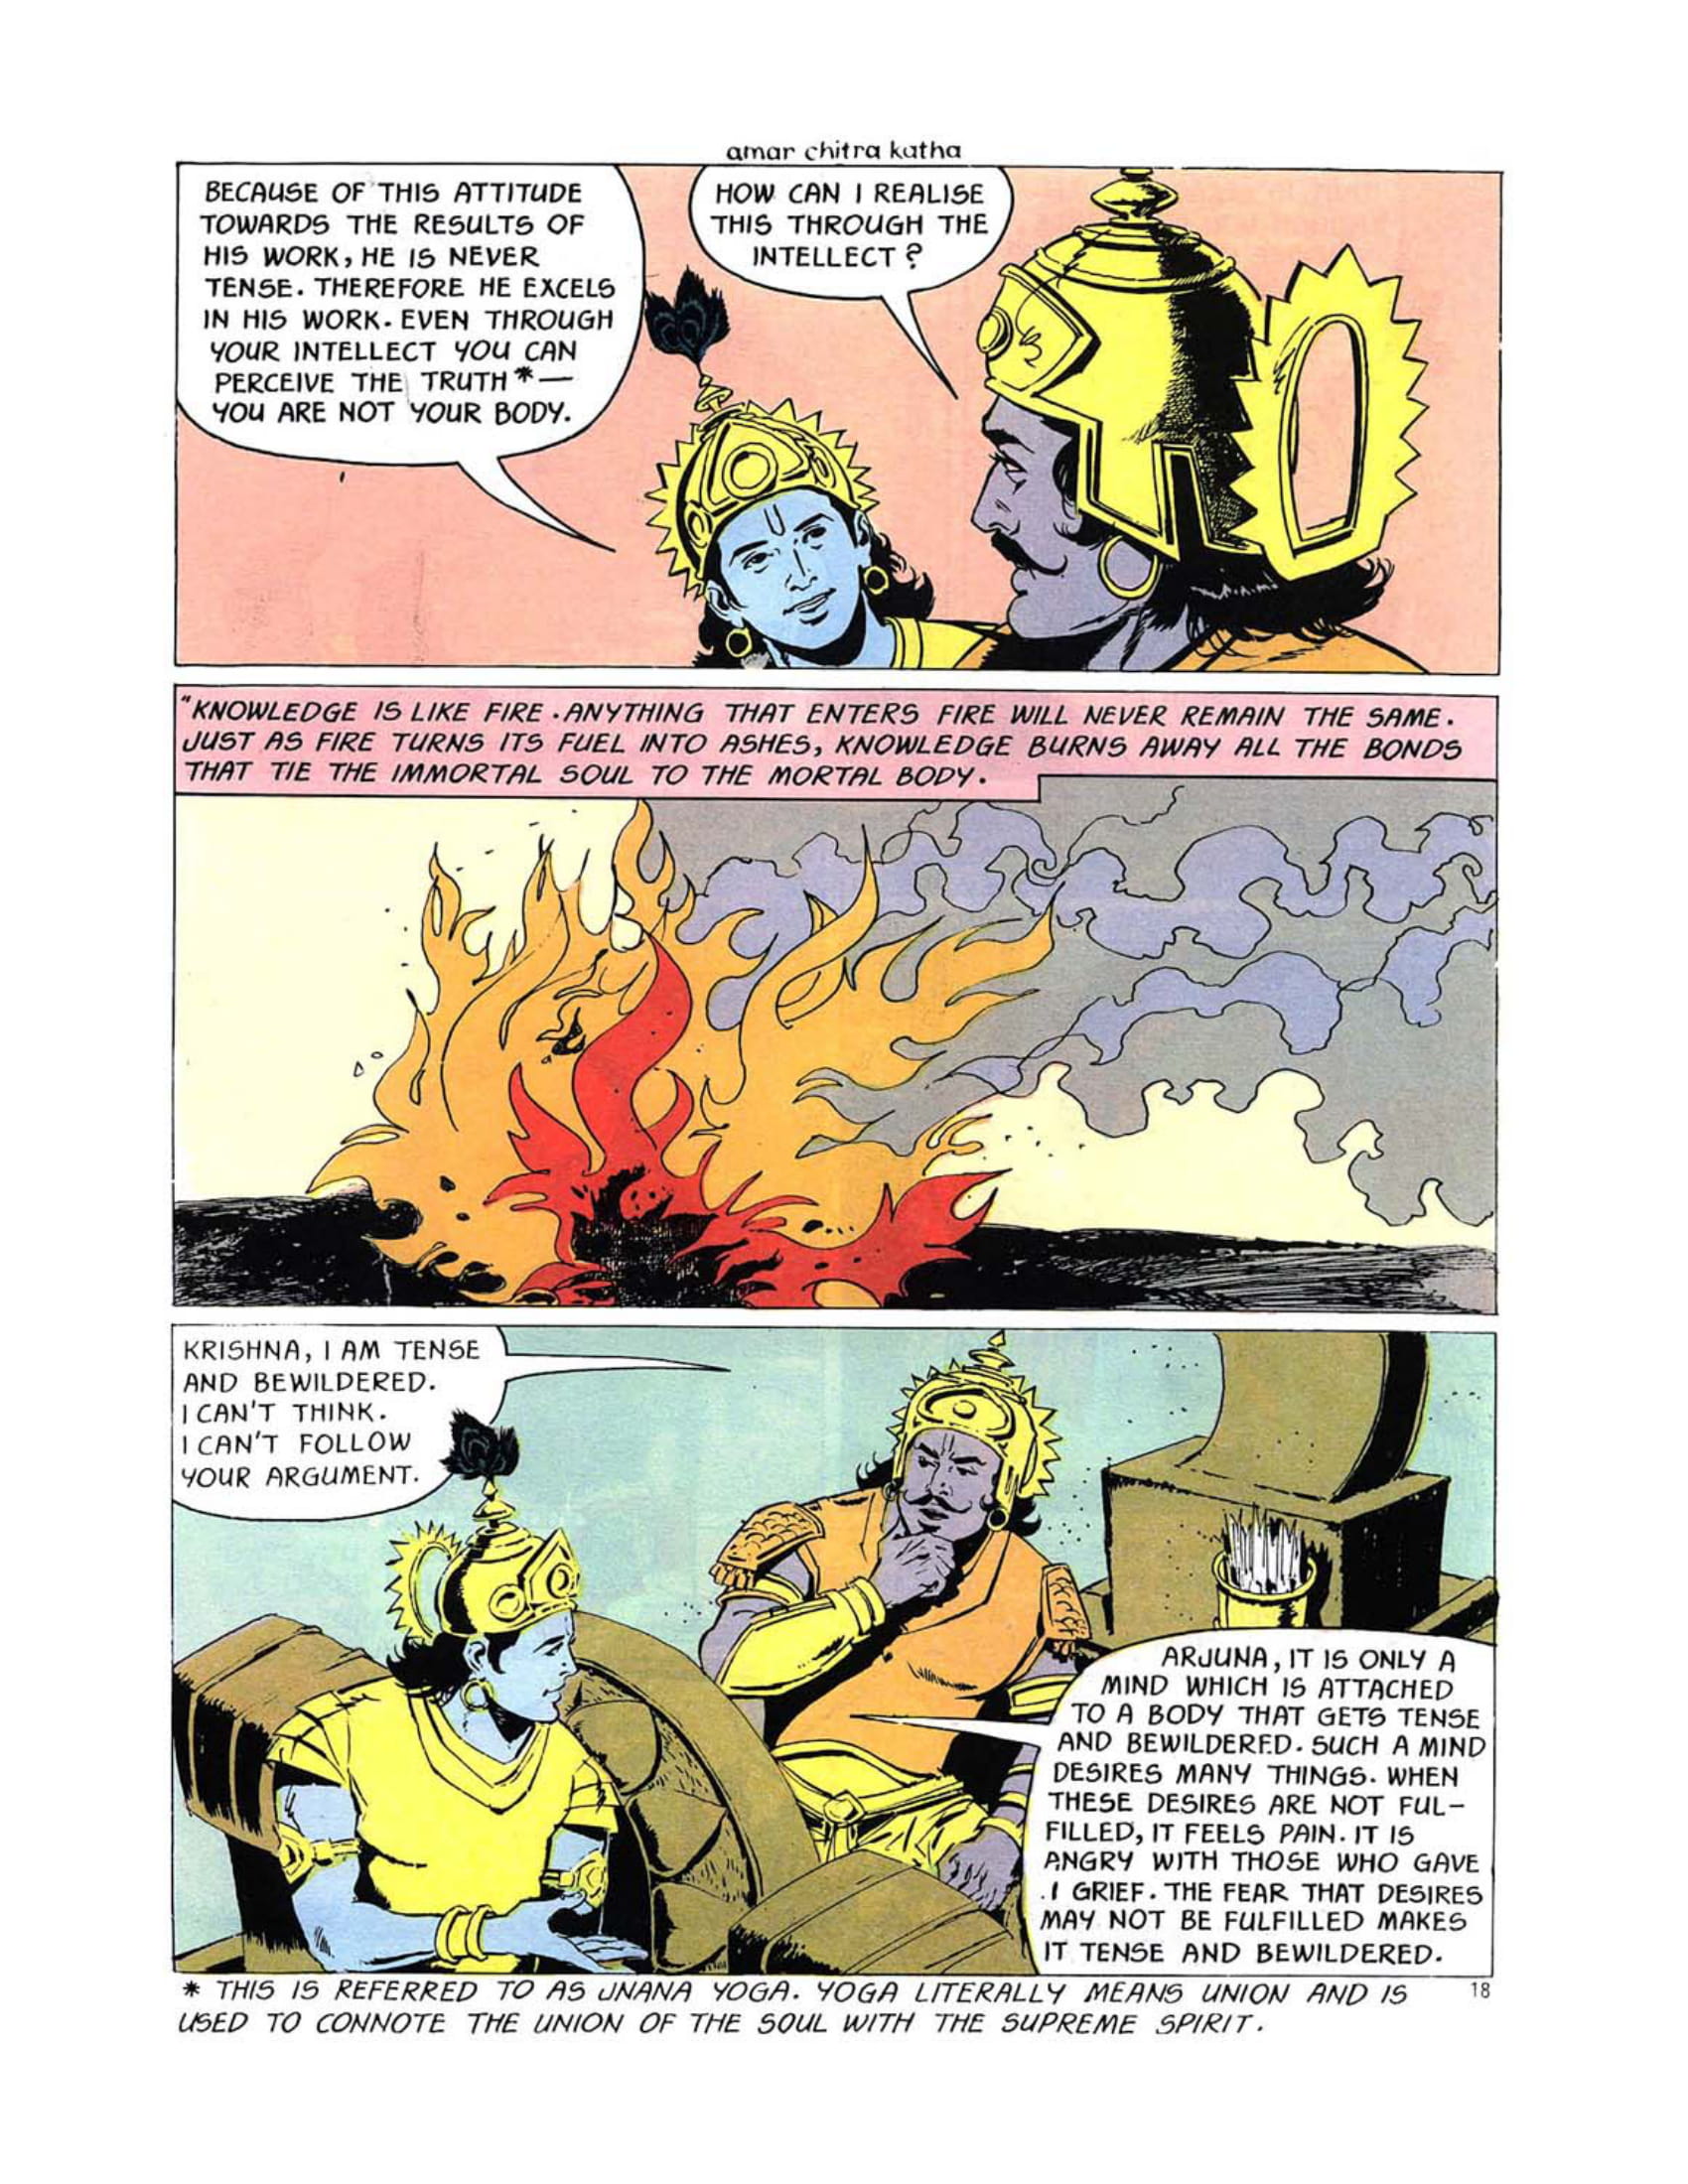 amar chitra katha
BECAUSE OF THIS ATTITUDE
TOWARDS THE RESULTS OF
HIS WORK, HE IS NEVER
TENSE. THEREFORE HE EXCELS
IN HIS WORK. EVEN THROUGH
YOUR INTELLECT YOU CAN
PERCEIVE THE TRUTH *—
YOU ARE NOT YOUR BODY.
HOW CAN I REALISE
THIS THROUGH THE
INTELLECT ?
"KNOWLEDGE IS LIKE FIRE. ANYTHING THAT ENTERS FIRE WILL NEVER REMAIN THE SAME.
JUST AS FIRE TURNS ITS FUEL INTO ASHES, KNOWLEDGE BURNS AWAY ALL THE BONDS
THAT TIE THE IMMORTAL SOUL TO THE MORTAL BODY.
KRISHNA, I AM TENSE
AND BEWILDERED.
I CAN'T THINK.
I CAN'T FOLLOW
YOUR ARGUMENT.
ARJUNA, IT IS ONLY A
MIND WHICH IS ATTACHED
TO A BODY THAT GETS TENSE
AND BEWILDERED. SUCH A MIND
DESIRES MANY THINGS. WHEN
THESE DESIRES ARE NOT FUL-
FILLED, IT FEELS PAIN. IT IS
ANGRY WITH THOSE WHO GAVE
GRIEF. THE FEAR THAT DESIRES
MAY NOT BE FULFILLED MAKES
IT TENSE AND BEWILDERED.
* THIS IS REFERRED TO AS JNANA YOGA. YOGA LITERALLY MEANS UNION AND IS
USED TO CONNOTE THE UNION OF THE SOUL WITH THE SUPREME SPIRIT.
18